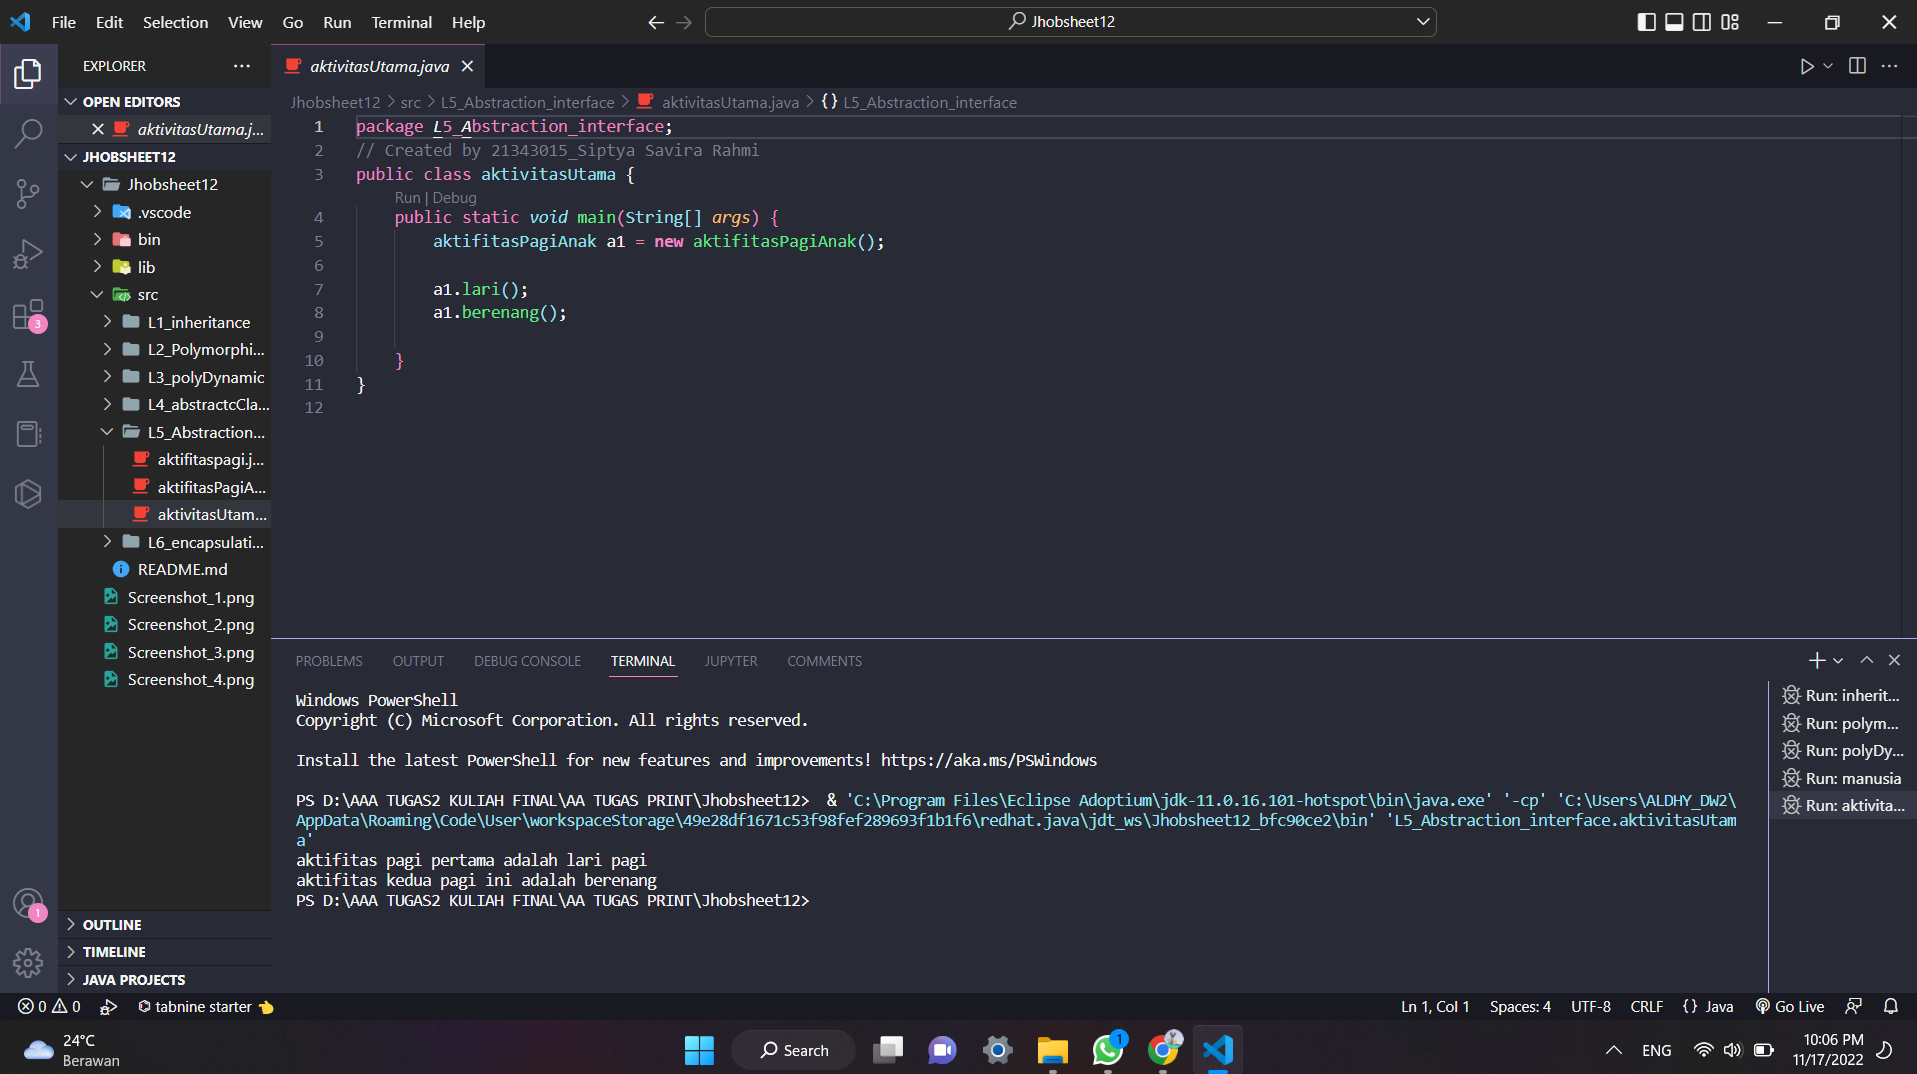 File Edit Selection View Go Run Terminal Help
Jhobsheet12
EXPLORER
OPEN EDITORS
aktivitasUtama.j...
JHOBSHEET12
Jhobsheet12
.vscode
bin
lib
src
L1_inheritance
L2_Polymorphi...
L3_polyDynamic
L4_abstractcCla...
L5_Abstraction...
aktifitaspagi.j...
aktifitasPagiA...
aktivitasUtam...
L6_encapsulati...
README.md
Screenshot_1.png
Screenshot_2.png
Screenshot_3.png
Screenshot_4.png
OUTLINE
TIMELINE
JAVA PROJECTS
3
1
aktivitasUtama.java
Jhobsheet12 > src > L5_Abstraction_interface > aktivitasUtama.java > {} L5_Abstraction_interface
1 package L5_Abstraction_interface;
2 // Created by 21343015_Siptya Savira Rahmi
3 public class aktivitasUtama {
Run | Debug
4 public static void main(String[] args) {
5 aktifitasPagiAnak a1 = new aktifitasPagiAnak();
6
7 a1.lari();
8 a1.berenang();
9
10 }
11 }
12
PROBLEMS OUTPUT DEBUG CONSOLE TERMINAL JUPYTER COMMENTS
Windows PowerShell
Copyright (C) Microsoft Corporation. All rights reserved.
Install the latest PowerShell for new features and improvements! https://aka.ms/PSWindows
PS D:\AAA TUGAS2 KULIAH FINAL\AA TUGAS PRINT\Jhobsheet12> & 'C:\Program Files\Eclipse Adoptium\jdk-11.0.16.101-hotspot\bin\java.exe' '-cp' 'C:\Users\ALDHY_DW2\
AppData\Roaming\Code\User\workspaceStorage\49e28df1671c53f98fef289693f1b1f6\redhat.java\jdt_ws\Jhobsheet12_bfc90ce2\bin' 'L5_Abstraction_interface.aktivitasUtam
a'
aktifitas pagi pertama adalah lari pagi
aktifitas kedua pagi ini adalah berenang
PS D:\AAA TUGAS2 KULIAH FINAL\AA TUGAS PRINT\Jhobsheet12>
Run: inherit...
Run: polym...
Run: polyDy...
Run: manusia
Run: aktivita...
0 0 tabnine starter
Ln 1, Col 1 Spaces: 4 UTF-8 CRLF {} Java Go Live
24°C
Berawan
Search
1
ENG
10:06 PM
11/17/2022